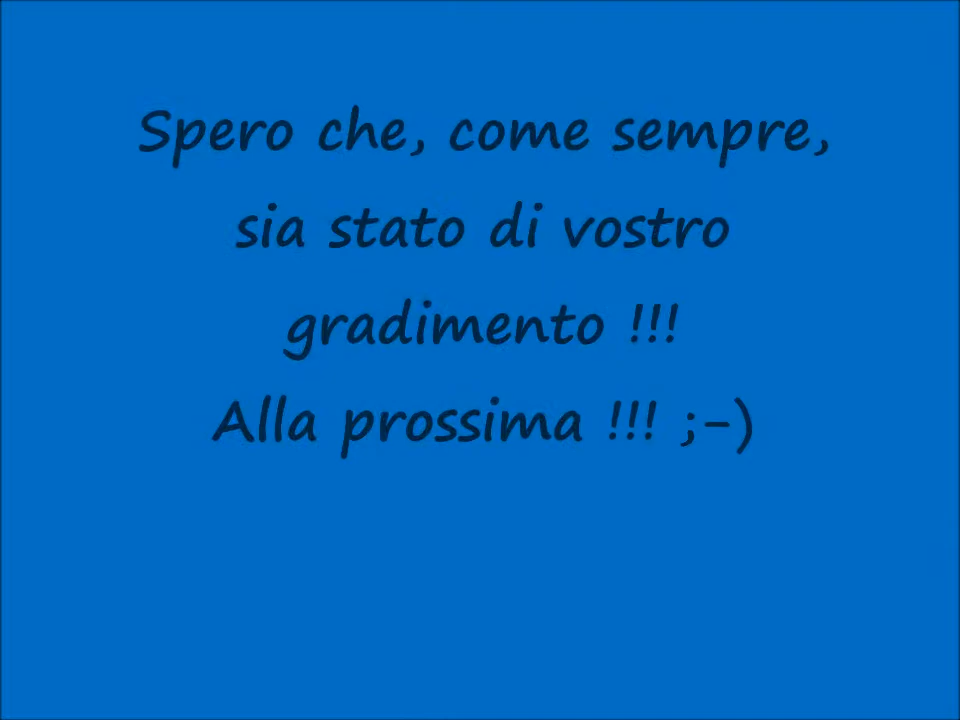 Spero che, come sempre,
sia stato di vostro
gradimento !!!
Alla prossima !!! ;-)